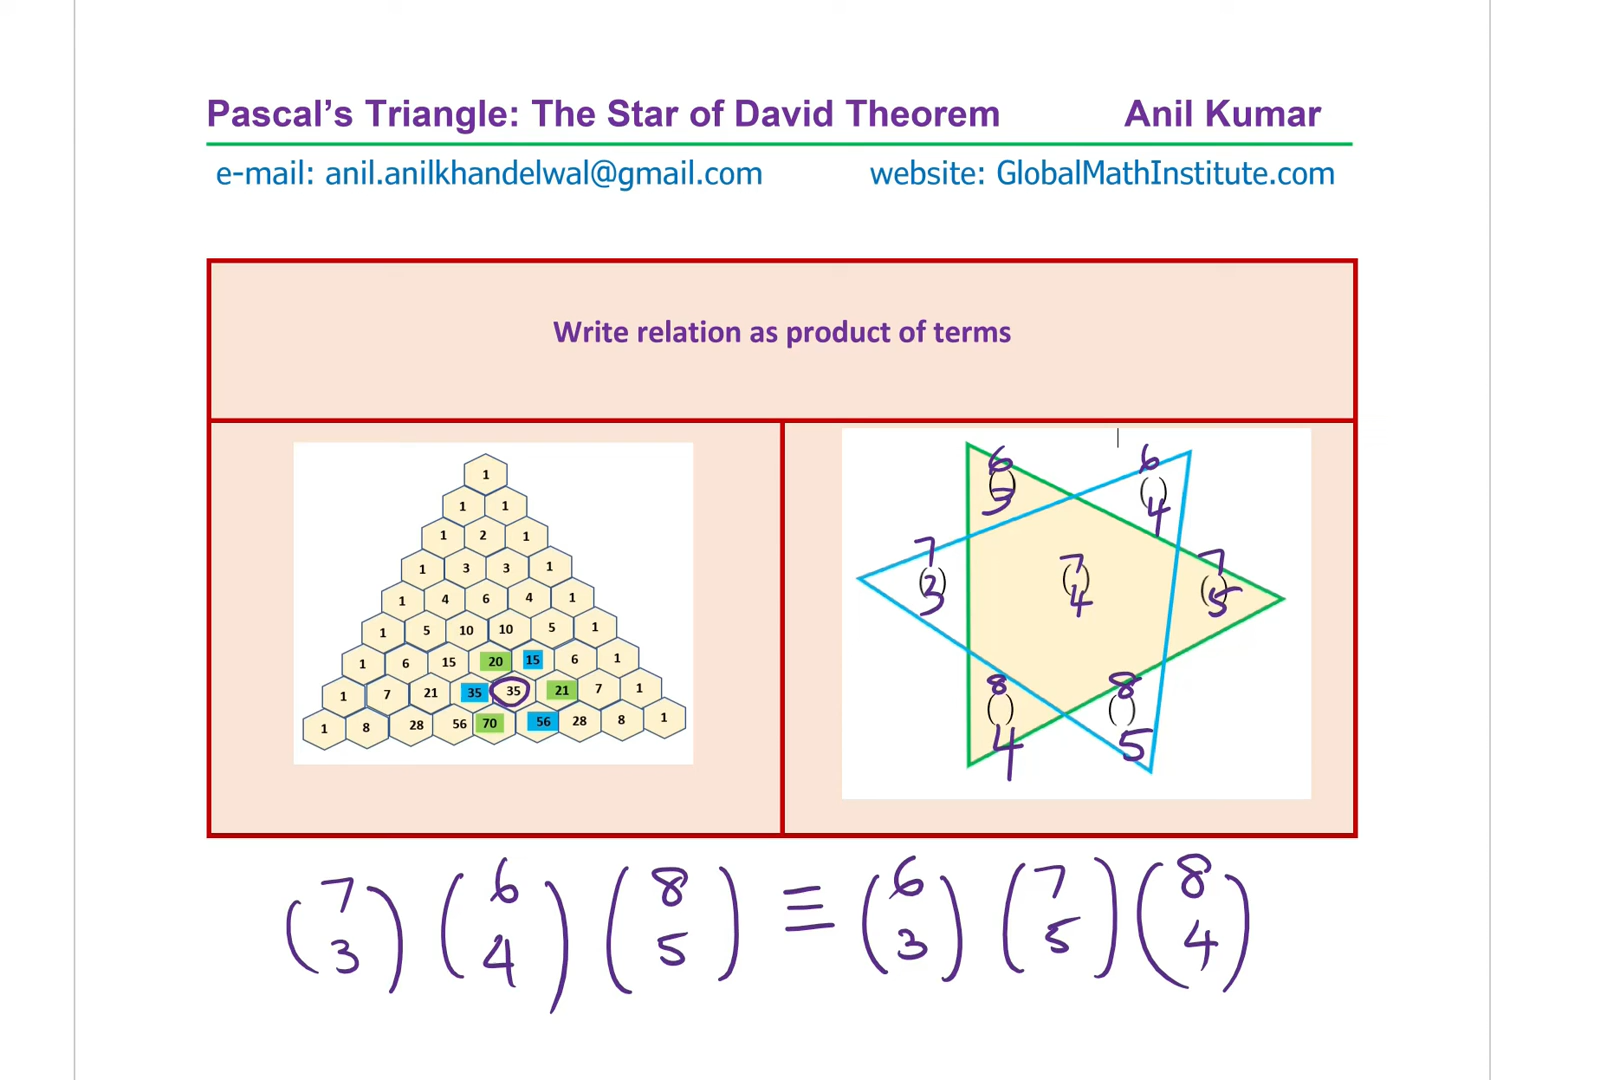 Pascal's Triangle: The Star of David Theorem Anil Kumar
e-mail: anil.anilkhandelwal@gmail.com website: GlobalMathInstitute.com
Write relation as product of terms
1
1 1
1 2 1
1 3 3 1
1 4 6 4 1
1 5 10 10 5 1
1 6 15 20 15 6 1
1 7 21 35 35 21 7 1
1 8 28 56 70 56 28 8 1
6 6
( ) ( )
3 4
7 7 7
( ) ( ) ( )
3 4 5
8 8
( ) ( )
4 5
7 6 8 6 7 8
( ) ( ) ( ) ≡ ( ) ( ) ( )
3 4 5 3 5 4